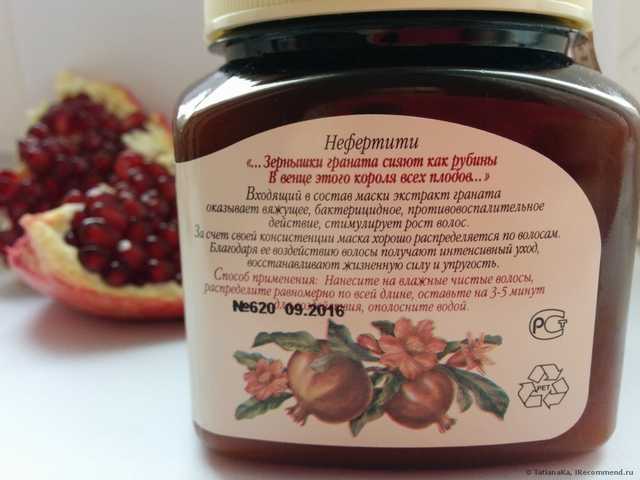 Нефертити
«...Зернышки граната сияют как рубины
В венце этого короля всех плодов...»
Входящий в состав маски экстракт граната
оказывает вяжущее, бактерицидное, противовоспалительное
действие, стимулирует рост волос.
За счет своей консистенции маска хорошо распределяется по волосам.
Благодаря ее воздействию волосы получают интенсивный уход,
восстанавливают жизненную силу и упругость.
Способ применения: Нанесите на влажные чистые волосы,
распределите равномерно по всей длине, оставьте на 3-5 минут
ополосните водой.
№620 09.2016
РСТ
PET
© TatianaKa, IRecommend.ru